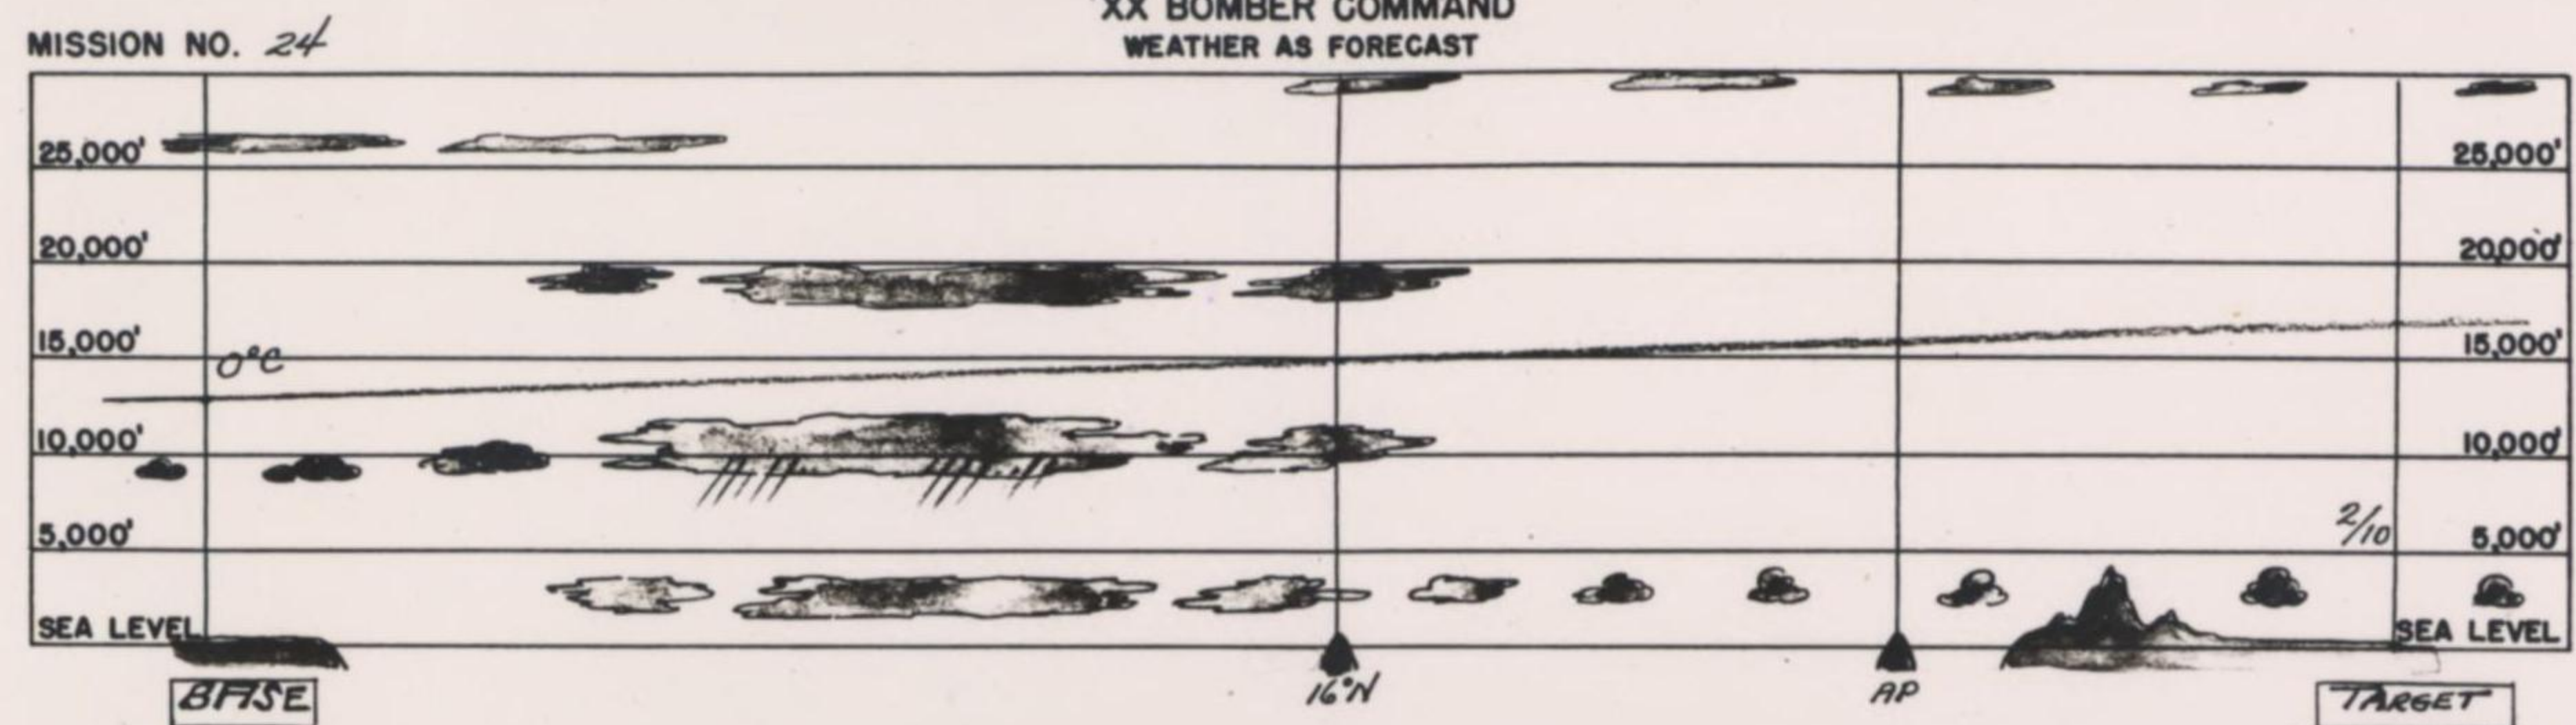 XX BOMBER COMMAND
MISSION NO. 24
WEATHER AS FORECAST
25,000' 25,000'
20,000' 20,000'
15,000' 15,000'
0°C
10,000' 10,000'
2/10
5,000' 5,000'
SEA LEVEL SEA LEVEL
BASE 16°N AP TARGET